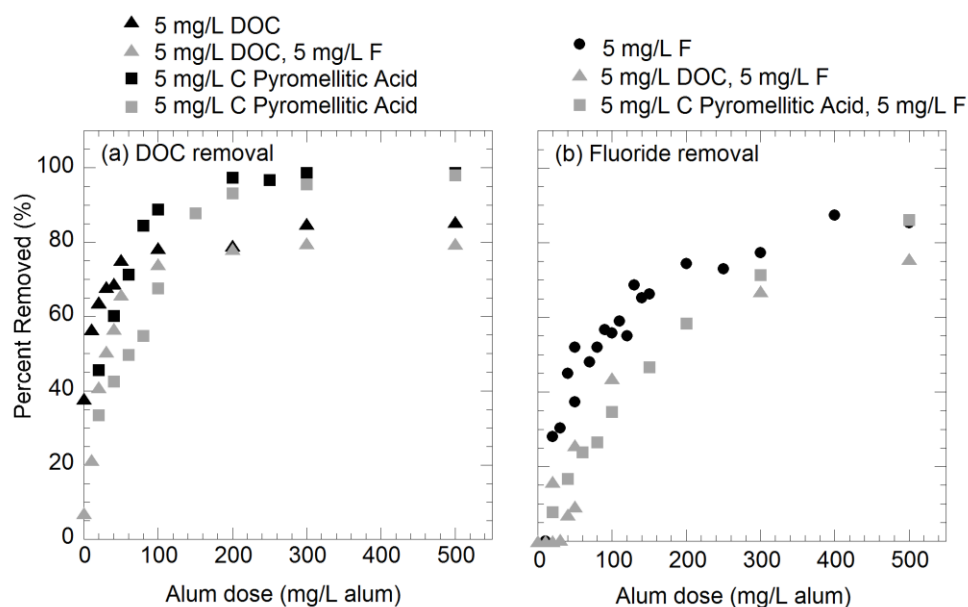 5 mg/L DOC
5 mg/L DOC, 5 mg/L F
5 mg/L C Pyromellitic Acid
5 mg/L C Pyromellitic Acid
5 mg/L F
5 mg/L DOC, 5 mg/L F
5 mg/L C Pyromellitic Acid, 5 mg/L F
(a) DOC removal
(b) Fluoride removal
Percent Removed (%)
100
80
60
40
20
0
0 100 200 300 400 500
Alum dose (mg/L alum)
0 100 200 300 400 500
Alum dose (mg/L alum)